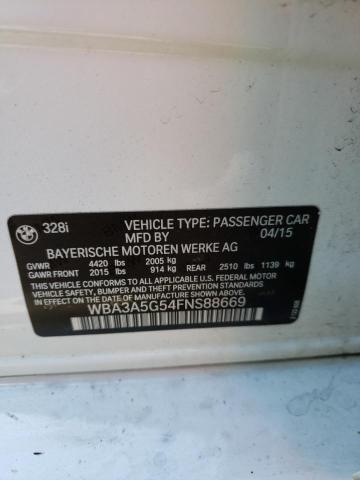 328i VEHICLE TYPE: PASSENGER CAR
MFD BY 04/15
BAYERISCHE MOTOREN WERKE AG
GVWR 4420 lbs 2005 kg
GAWR FRONT 2015 lbs 914 kg REAR 2510 lbs 1139 kg
THIS VEHICLE CONFORMS TO ALL APPLICABLE U.S. FEDERAL MOTOR
VEHICLE SAFETY, BUMPER AND THEFT PREVENTION STANDARDS
IN EFFECT ON THE DATE OF MANUFACTURE SHOWN ABOVE.
WBA3A5G54FNS88669